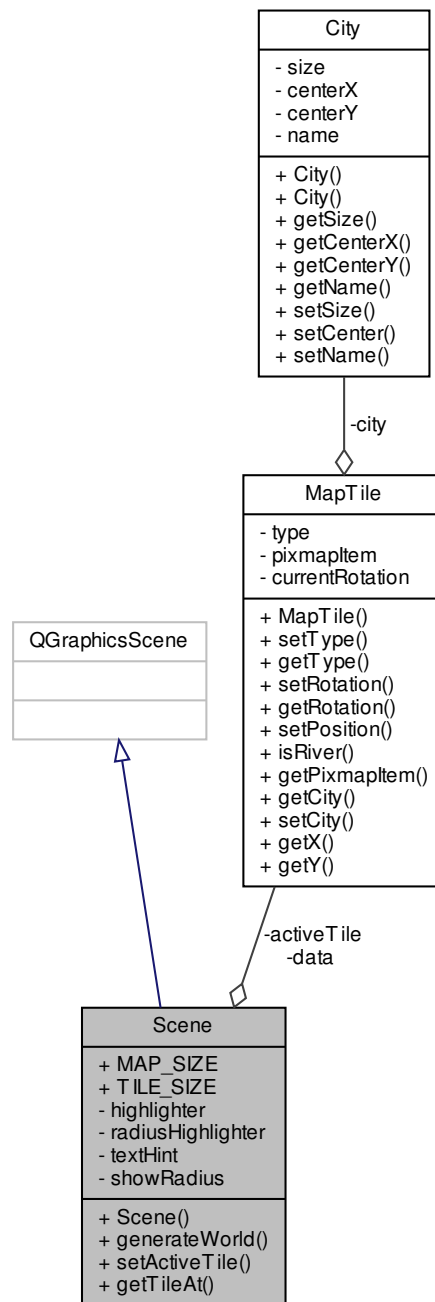 City
- size
- centerX
- centerY
- name
+ City()
+ City()
+ getSize()
+ getCenterX()
+ getCenterY()
+ getName()
+ setSize()
+ setCenter()
+ setName()
-city
MapTile
- type
- pixmapItem
- currentRotation
+ MapTile()
+ setType()
+ getType()
+ setRotation()
+ getRotation()
+ setPosition()
+ isRiver()
+ getPixmapItem()
+ getCity()
+ setCity()
+ getX()
+ getY()
QGraphicsScene
-activeTile
-data
Scene
+ MAP_SIZE
+ TILE_SIZE
- highlighter
- radiusHighlighter
- textHint
- showRadius
+ Scene()
+ generateWorld()
+ setActiveTile()
+ getTileAt()